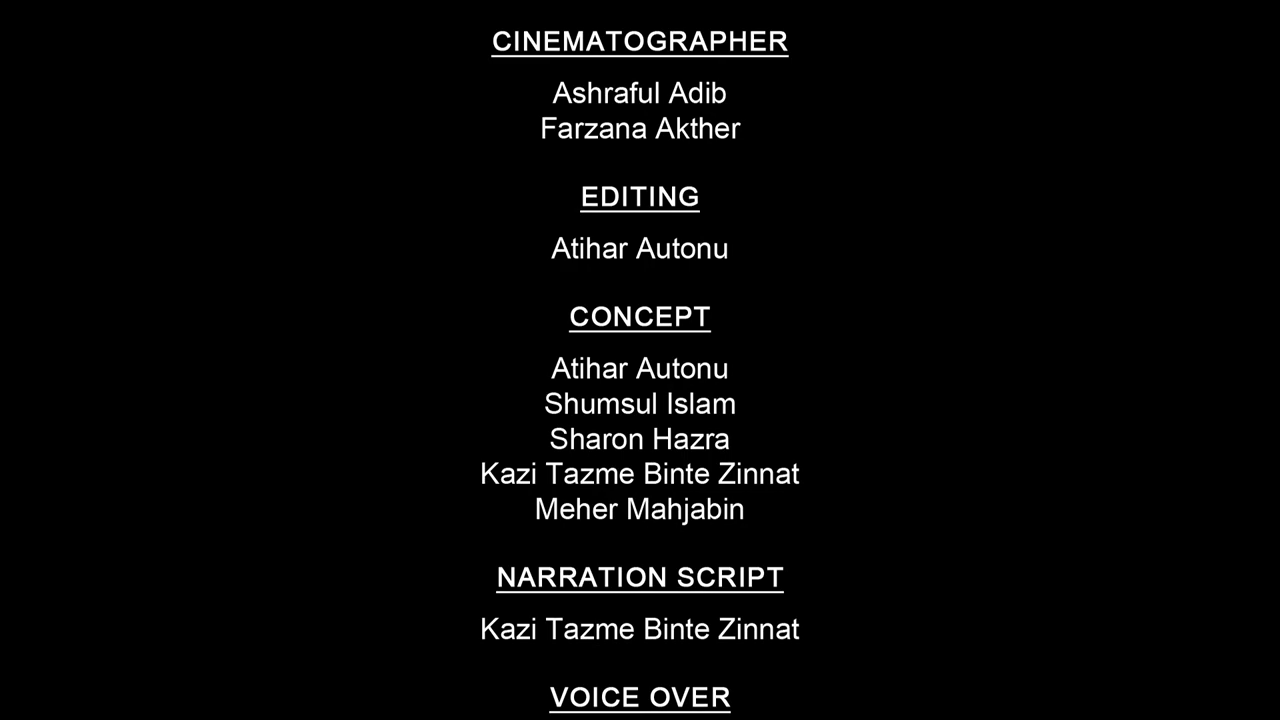 CINEMATOGRAPHER
Ashraful Adib
Farzana Akther
EDITING
Atihar Autonu
CONCEPT
Atihar Autonu
Shumsul Islam
Sharon Hazra
Kazi Tazme Binte Zinnat
Meher Mahjabin
NARRATION SCRIPT
Kazi Tazme Binte Zinnat
VOICE OVER